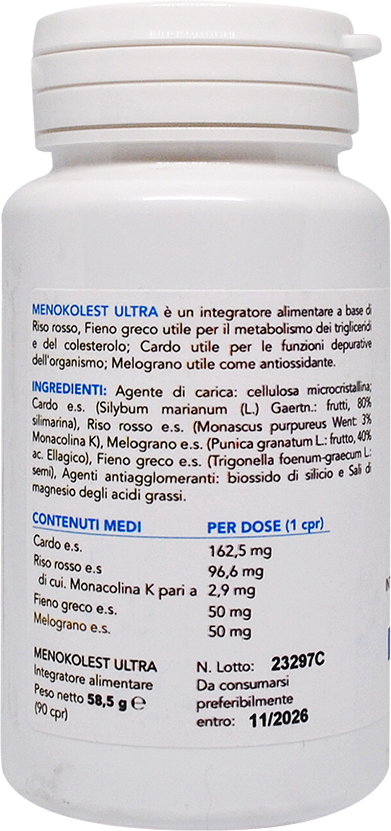 MENOKOLEST ULTRA è un integratore alimentare a base di
Riso rosso, Fieno greco utile per il metabolismo dei trigliceridi
e del colesterolo; Cardo utile per le funzioni depurative
dell'organismo; Melograno utile come antiossidante.
INGREDIENTI: Agente di carica: cellulosa microcristallina;
Cardo e.s. (Silybum marianum (L.) Gaertn.: frutti, 80%
silimarina), Riso rosso e.s. (Monascus purpureus Went: 3%
Monacolina K), Melograno e.s. (Punica granatum L.: frutto, 40%
ac. Ellagico), Fieno greco e.s. (Trigonella foenum-graecum L.:
semi), Agenti antiagglomeranti: biossido di silicio e Sali di
magnesio degli acidi grassi.
CONTENUTI MEDI PER DOSE (1 cpr)
Cardo e.s. 162,5 mg
Riso rosso e.s 96,6 mg
di cui. Monacolina K pari a 2,9 mg
Fieno greco e.s. 50 mg
Melograno e.s. 50 mg
MENOKOLEST ULTRA
Integratore alimentare
Peso netto 58,5 g ℮
(90 cpr)
N. Lotto: 23297C
Da consumarsi
preferibilmente
entro: 11/2026